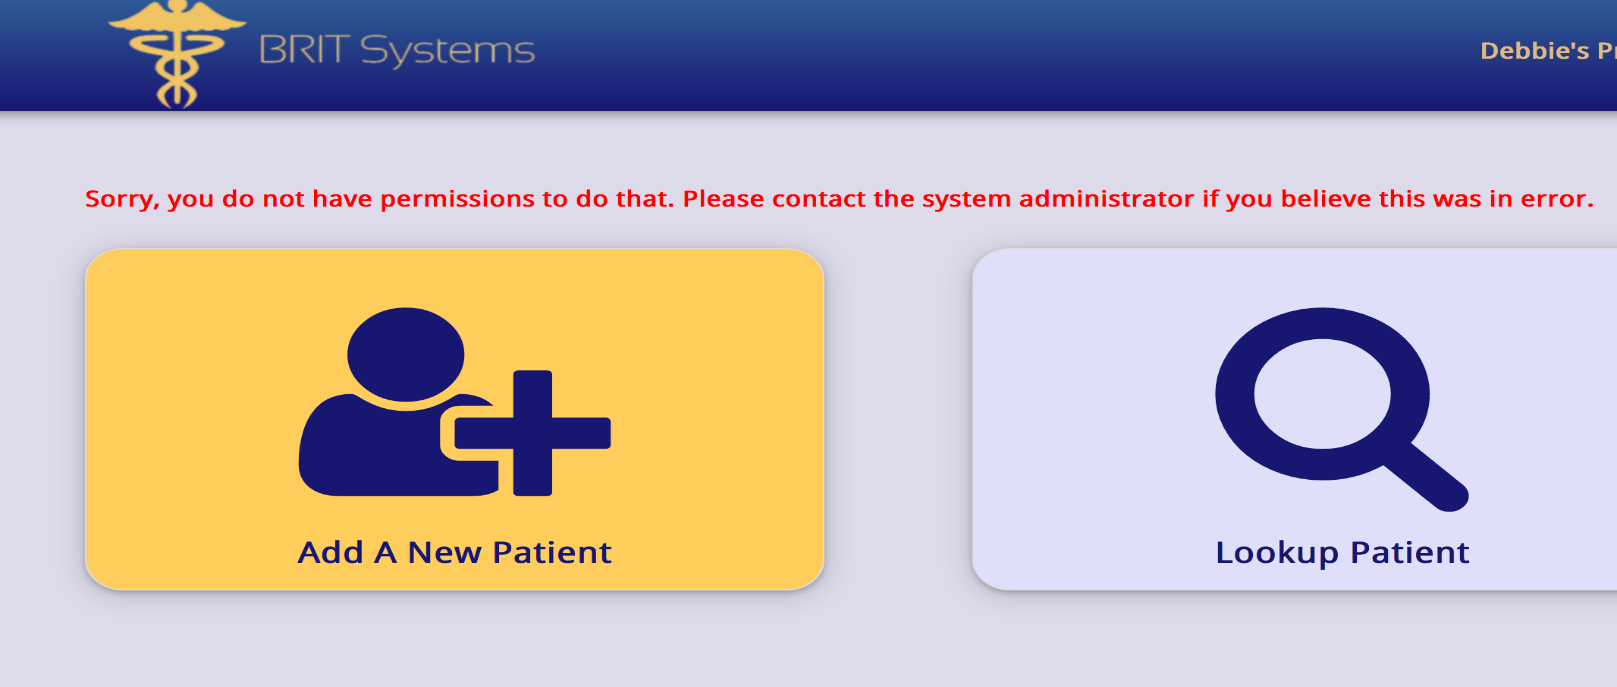 BRIT Systems
Debbie's
Sorry, you do not have permissions to do that. Please contact the system administrator if you believe this was in error.
Add A New Patient
Lookup Patient